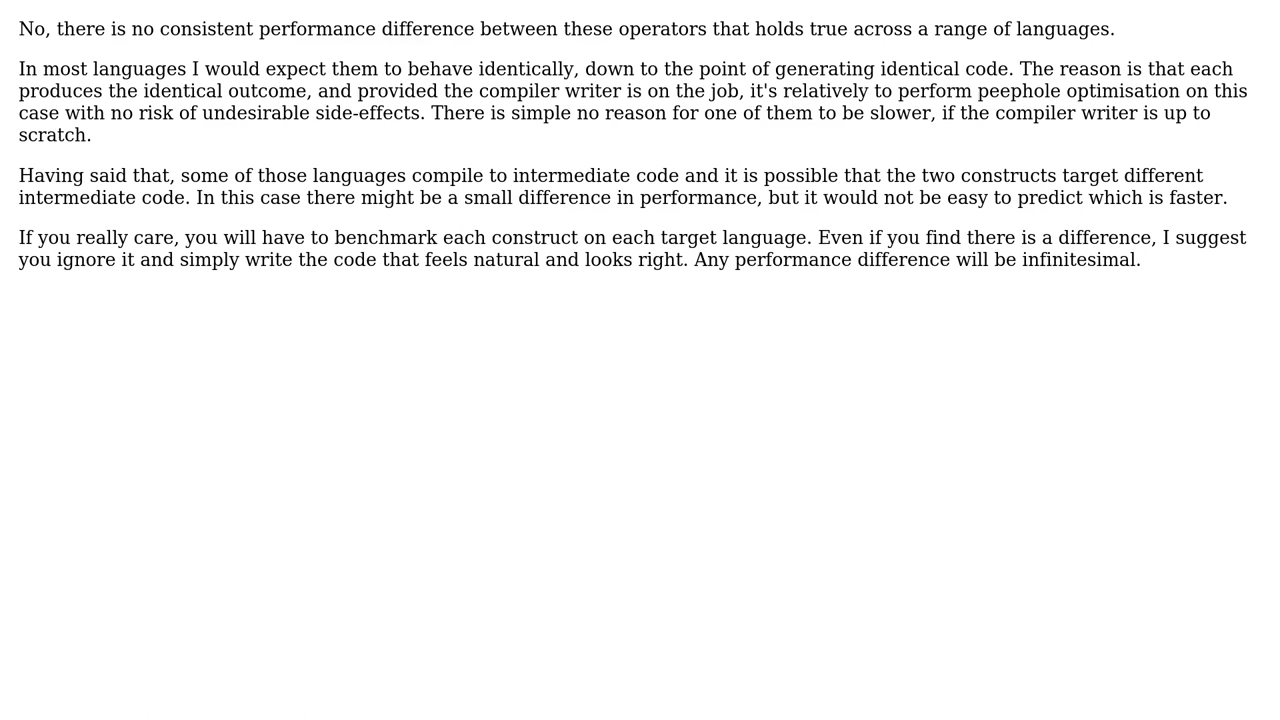 No, there is no consistent performance difference between these operators that holds true across a range of languages.
In most languages I would expect them to behave identically, down to the point of generating identical code. The reason is that each
produces the identical outcome, and provided the compiler writer is on the job, it's relatively to perform peephole optimisation on this
case with no risk of undesirable side-effects. There is simple no reason for one of them to be slower, if the compiler writer is up to
scratch.
Having said that, some of those languages compile to intermediate code and it is possible that the two constructs target different
intermediate code. In this case there might be a small difference in performance, but it would not be easy to predict which is faster.
If you really care, you will have to benchmark each construct on each target language. Even if you find there is a difference, I suggest
you ignore it and simply write the code that feels natural and looks right. Any performance difference will be infinitesimal.